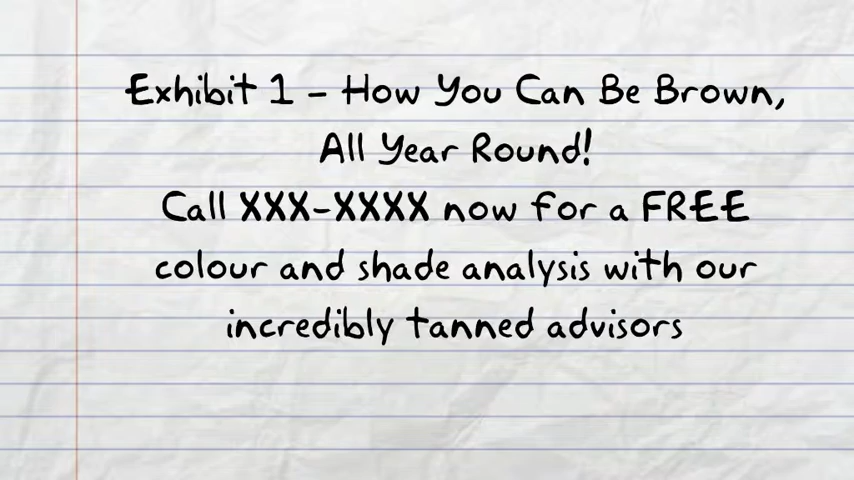 Exhibit 1 - How You Can Be Brown,
All Year Round!
Call XXX-XXXX now for a FREE
colour and shade analysis with our
incredibly tanned advisors